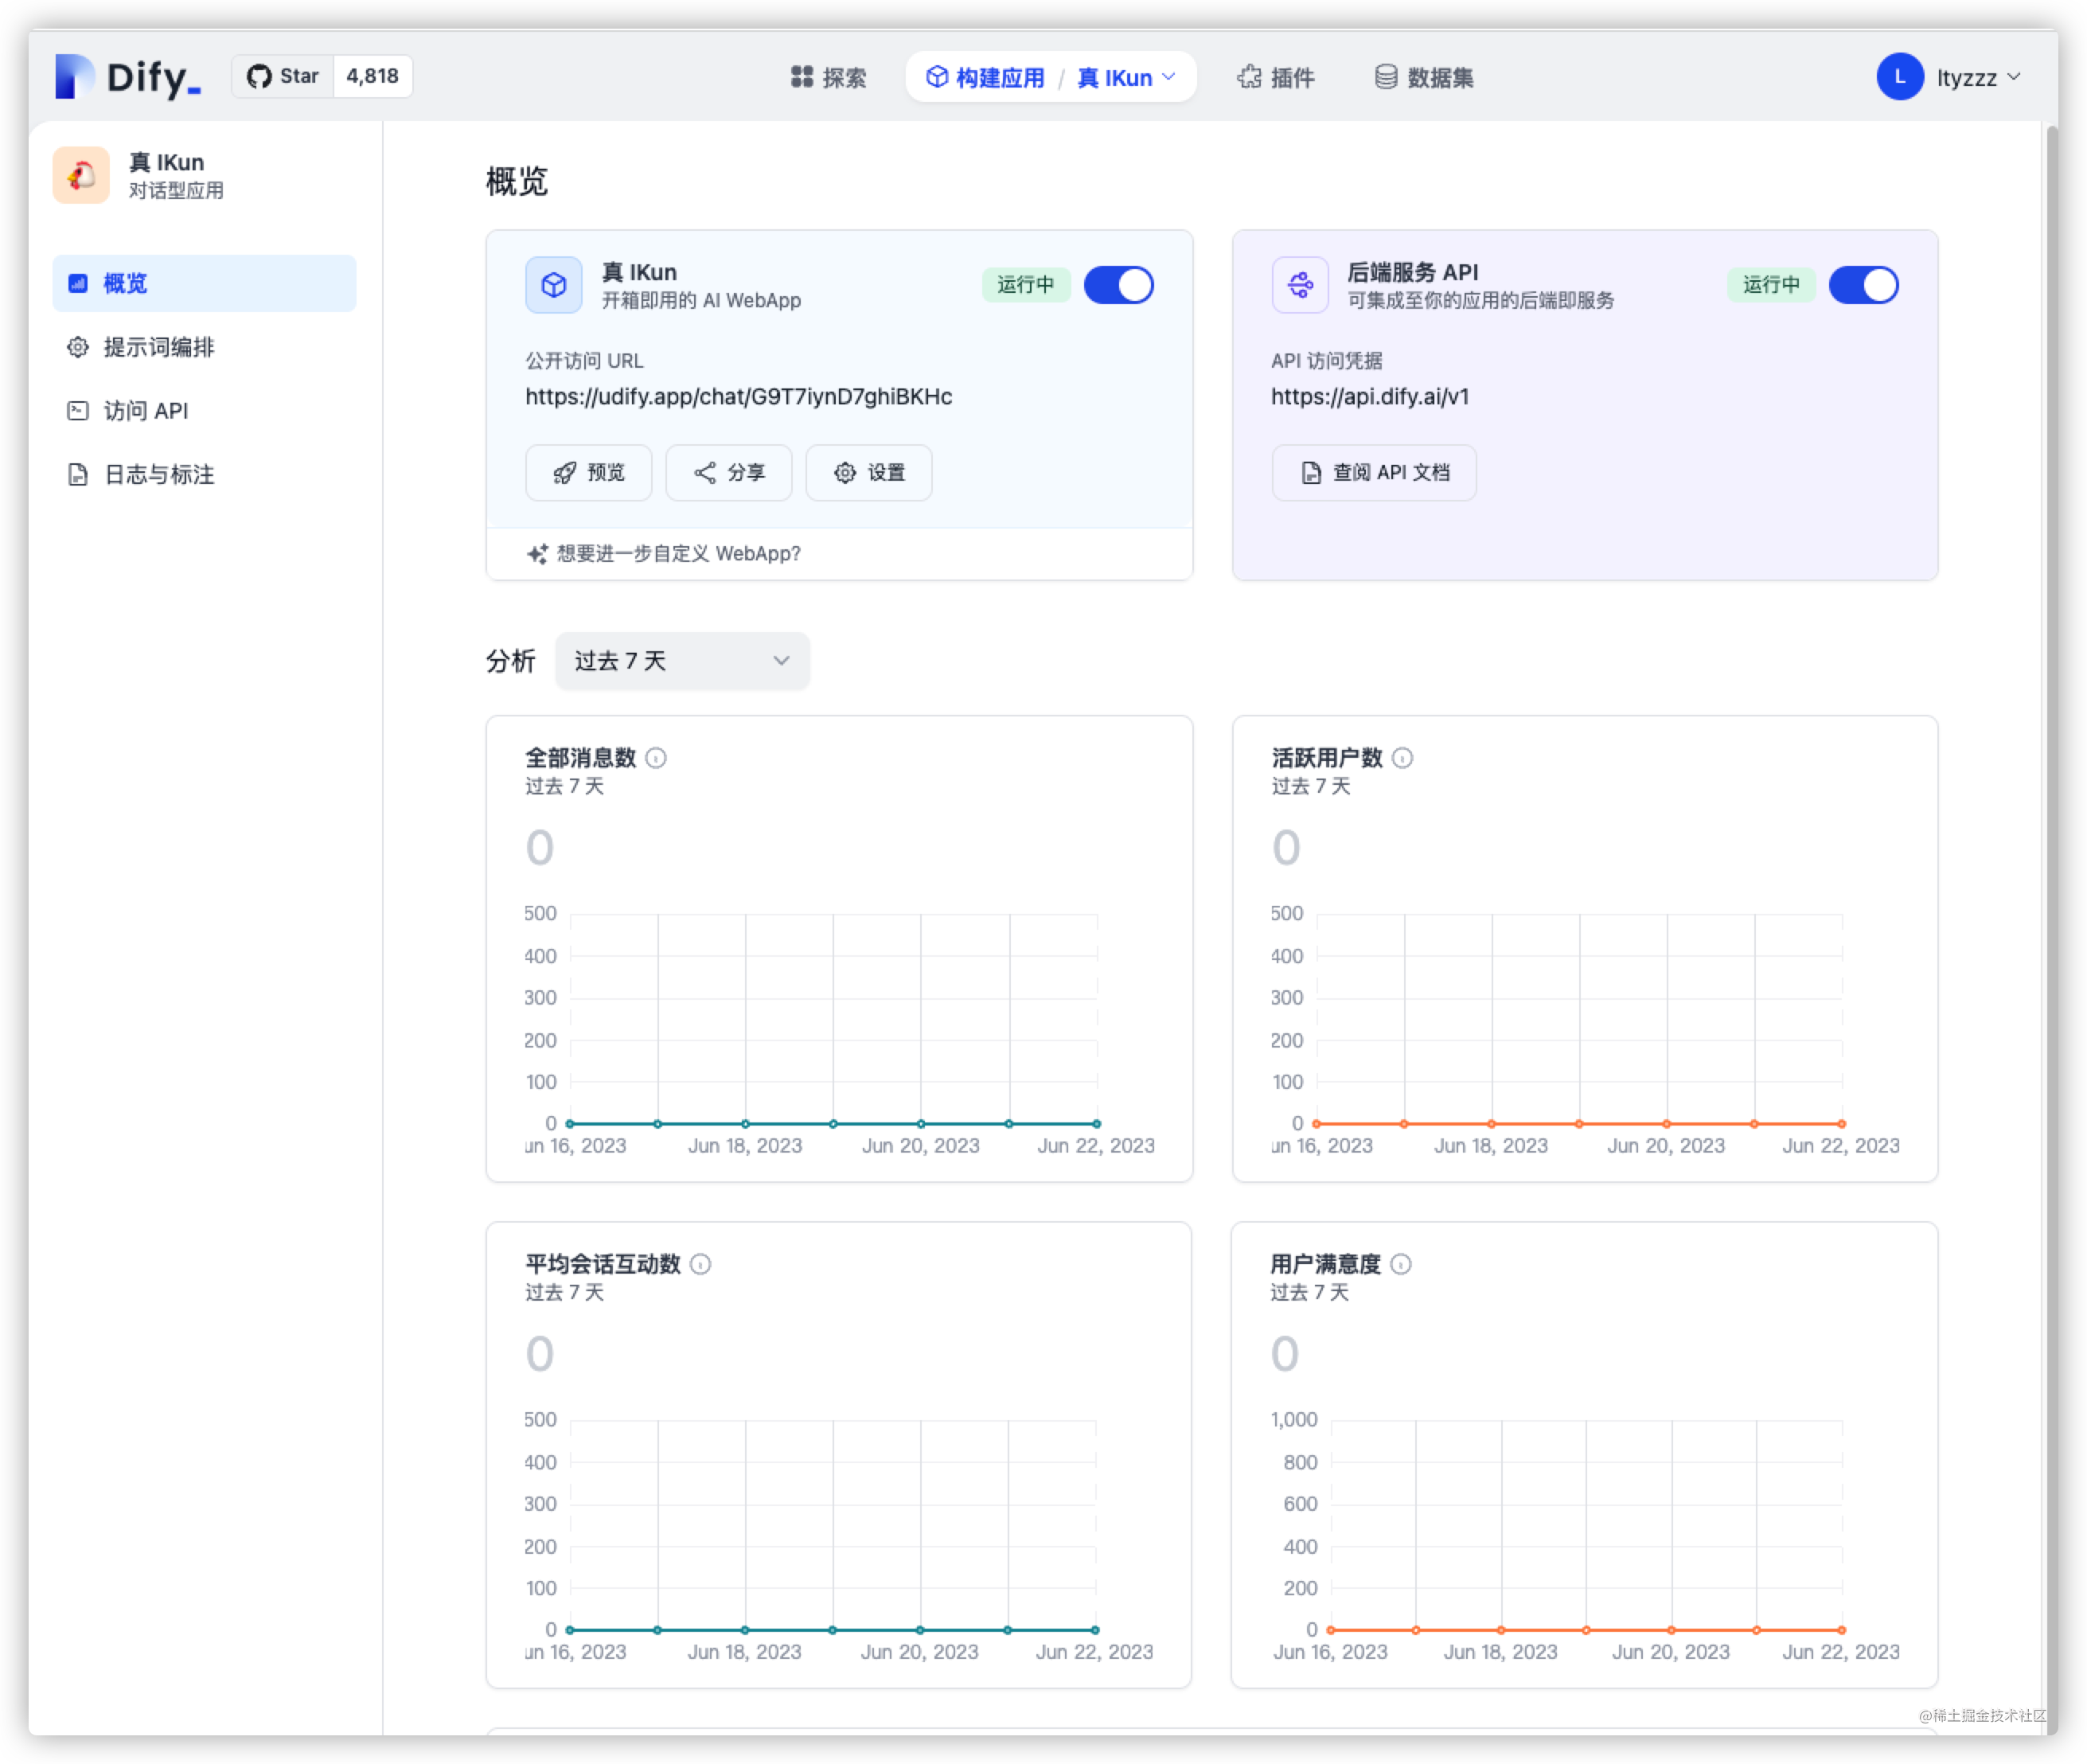 Dify_
Star 4,818
探索
构建应用 / 真 IKun
插件
数据集
L ltyzzz
真 IKun
对话型应用
概览
提示词编排
访问 API
日志与标注
概览
真 IKun
开箱即用的 AI WebApp
运行中
公开访问 URL
https://udify.app/chat/G9T7iynD7ghiBKHc
预览
分享
设置
想要进一步自定义 WebApp?
后端服务 API
可集成至你的应用的后端即服务
运行中
API 访问凭据
https://api.dify.ai/v1
查阅 API 文档
分析
过去 7 天
全部消息数
过去 7 天
0
500
400
300
200
100
0
un 16, 2023 Jun 18, 2023 Jun 20, 2023 Jun 22, 2023
活跃用户数
过去 7 天
0
500
400
300
200
100
0
un 16, 2023 Jun 18, 2023 Jun 20, 2023 Jun 22, 2023
平均会话互动数
过去 7 天
0
500
400
300
200
100
0
un 16, 2023 Jun 18, 2023 Jun 20, 2023 Jun 22, 2023
用户满意度
过去 7 天
0
1,000
800
600
400
200
0
Jun 16, 2023 Jun 18, 2023 Jun 20, 2023 Jun 22, 2023
@稀土掘金技术社区